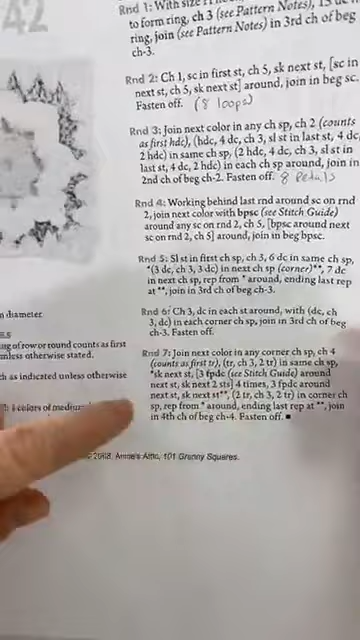 42
Rnd 1: With size
to form ring, ch 3 (see Pattern Notes),
ring, join (see Pattern Notes) in 3rd ch of beg
ch-3.
Rnd 2: Ch 1, sc in first st, ch 5, sk next st, [sc in
next st, ch 5, sk next st] around, join in beg sc.
Fasten off. (8 loops)
Rnd 3: Join next color in any ch sp, ch 2 (counts
as first hdc), (hdc, 4 dc, ch 3, sl st in last st, 4 dc,
2 hdc) in same ch sp, (2 hdc, 4 dc, ch 3, sl st in
last st, 4 dc, 2 hdc) in each ch sp around, join in
2nd ch of beg ch-2. Fasten off. 8 Petals
Rnd 4: Working behind last rnd around sc on rnd
2, join next color with bpsc (see Stitch Guide)
around any sc on rnd 2, ch 5, [bpsc around next
sc on rnd 2, ch 5] around, join in beg bpsc.
Rnd 5: Sl st in first ch sp, ch 3, 6 dc in same ch sp,
*(3 dc, ch 3, 3 dc) in next ch sp (corner)**, 7 dc
in next ch sp, rep from * around, ending last rep
at **, join in 3rd ch of beg ch-3.
n diameter
Rnd 6: Ch 3, dc in each st around, with (dc, ch
3, dc) in each corner ch sp, join in 3rd ch of beg
ch-3. Fasten off.
ng of row or round counts as first
unless otherwise stated.
Rnd 7: Join next color in any corner ch sp, ch 4
(counts as first tr), (tr, ch 3, 2 tr) in same ch sp,
*sk next st, [3 fpdc (see Stitch Guide) around
next st, sk next 2 sts] 4 times, 3 fpdc around
next st, sk next st**, (2 tr, ch 3, 2 tr) in corner ch
sp, rep from * around, ending last rep at **, join
in 4th ch of beg ch-4. Fasten off. ■
ch as indicated unless otherwise
colors of medium
2008, Annie's Attic, 101 Granny Squares.